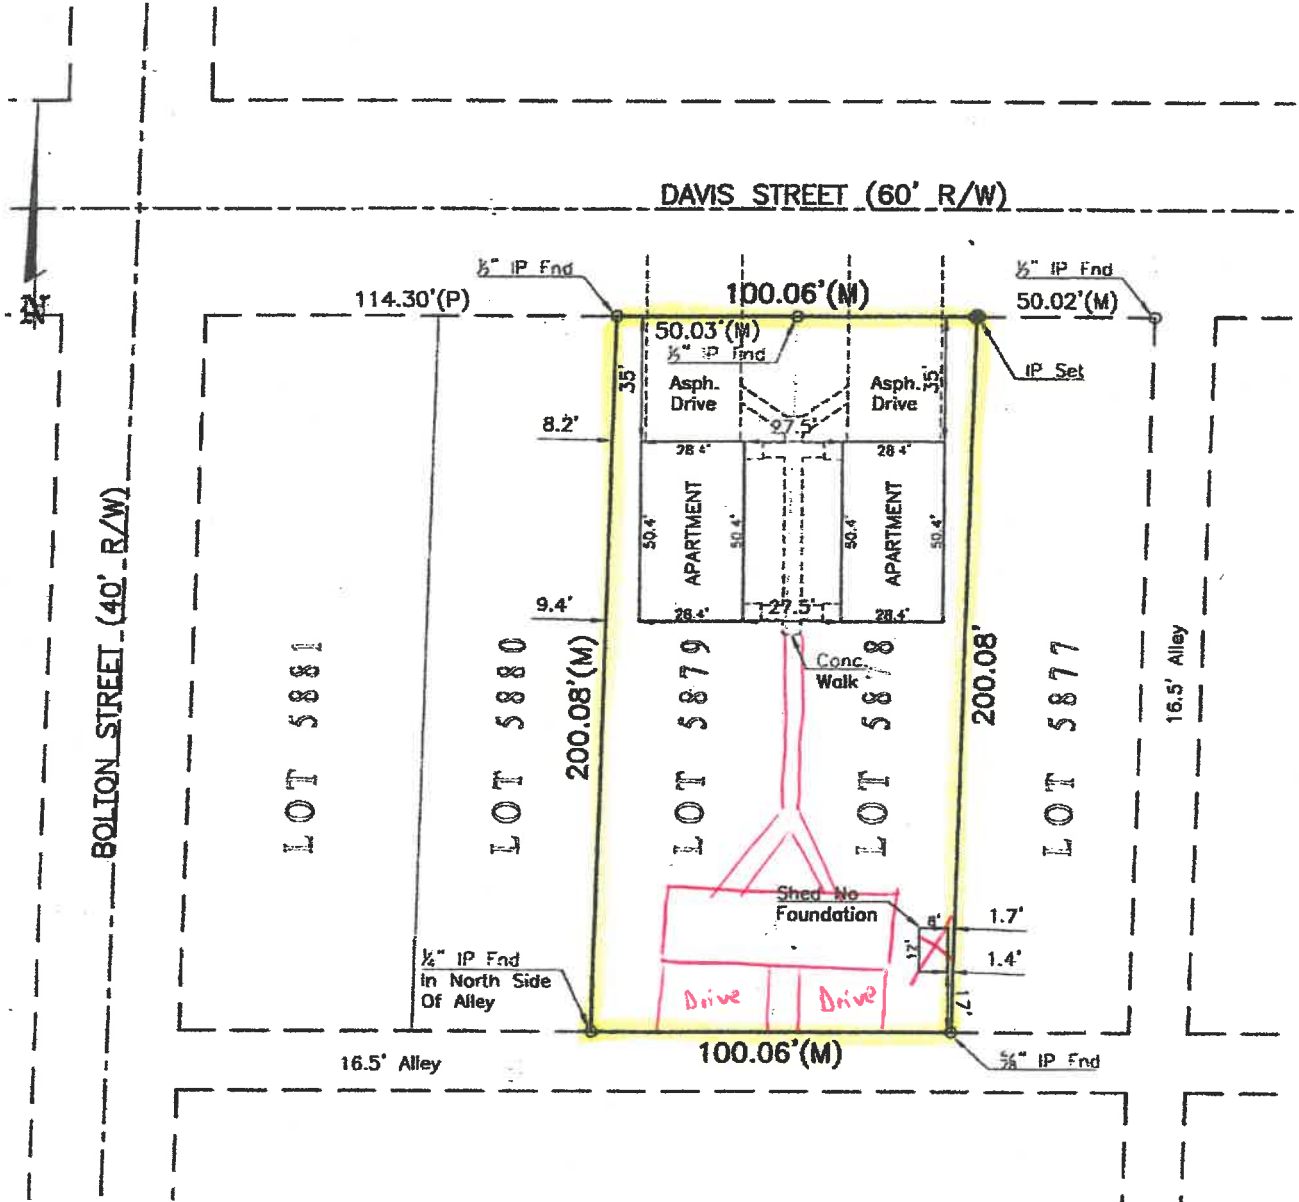 DAVIS STREET (60' R/W)
½" IP Fnd
½" IP Fnd
114.30'(P)
100.06'(M)
50.02'(M)
N
50.03'(M)
½" IP Fnd
IP Set
35'
Asph.
Drive
Asph.
Drive
35'
8.2'
27.5'
28.4'
28.4'
50.4'
APARTMENT
50.4'
50.4'
APARTMENT
50.4'
9.4'
28.4'
27.5'
28.4'
BOLTON STREET (40' R/W)
LOT 5881
LOT 5880
200.08'(M)
LOT 5879
Conc.
Walk
LOT 5878
200.08'
LOT 5877
16.5' Alley
Shed No
Foundation
8'
12'
1.7'
1.4'
17'
IP Fnd
In North Side
Of Alley
Drive
Drive
16.5' Alley
100.06'(M)
⅝" IP Fnd